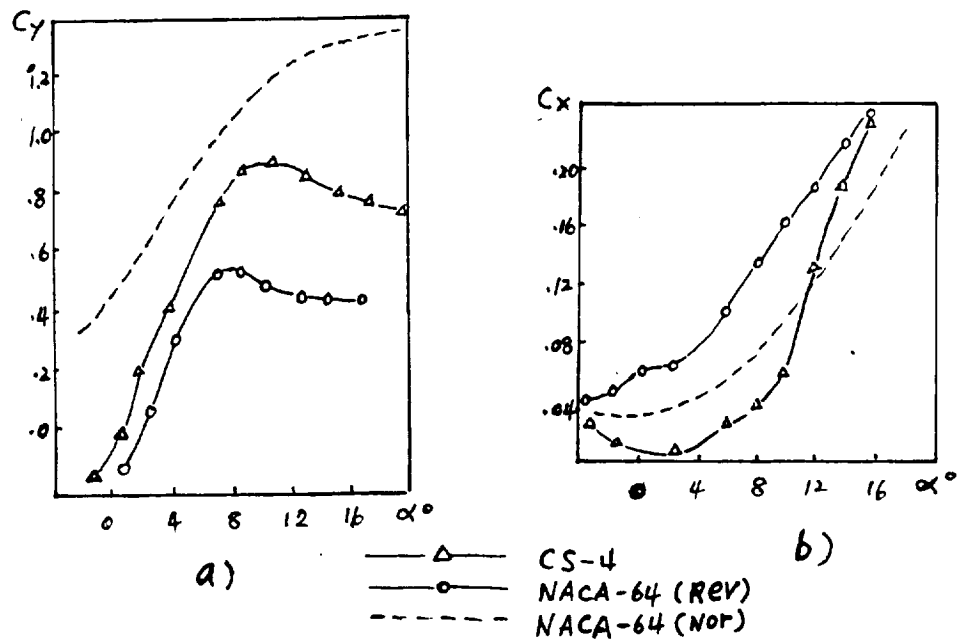 Cy
1.2
1.0
.8
.6
.4
.2
.0
0 4 8 12 16 α°
a)
Cx
.20
.16
.12
.08
.04
0 4 8 12 16 α°
b)
CS-4
NACA-64 (Rev)
NACA-64 (Nor)